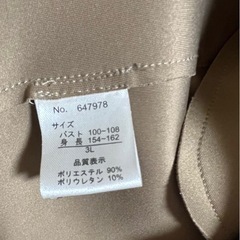 No. 647978
サイズ
バスト 100-108
身長 154-162
3L
品質表示
ポリエステル 90%
ポリウレタン 10%